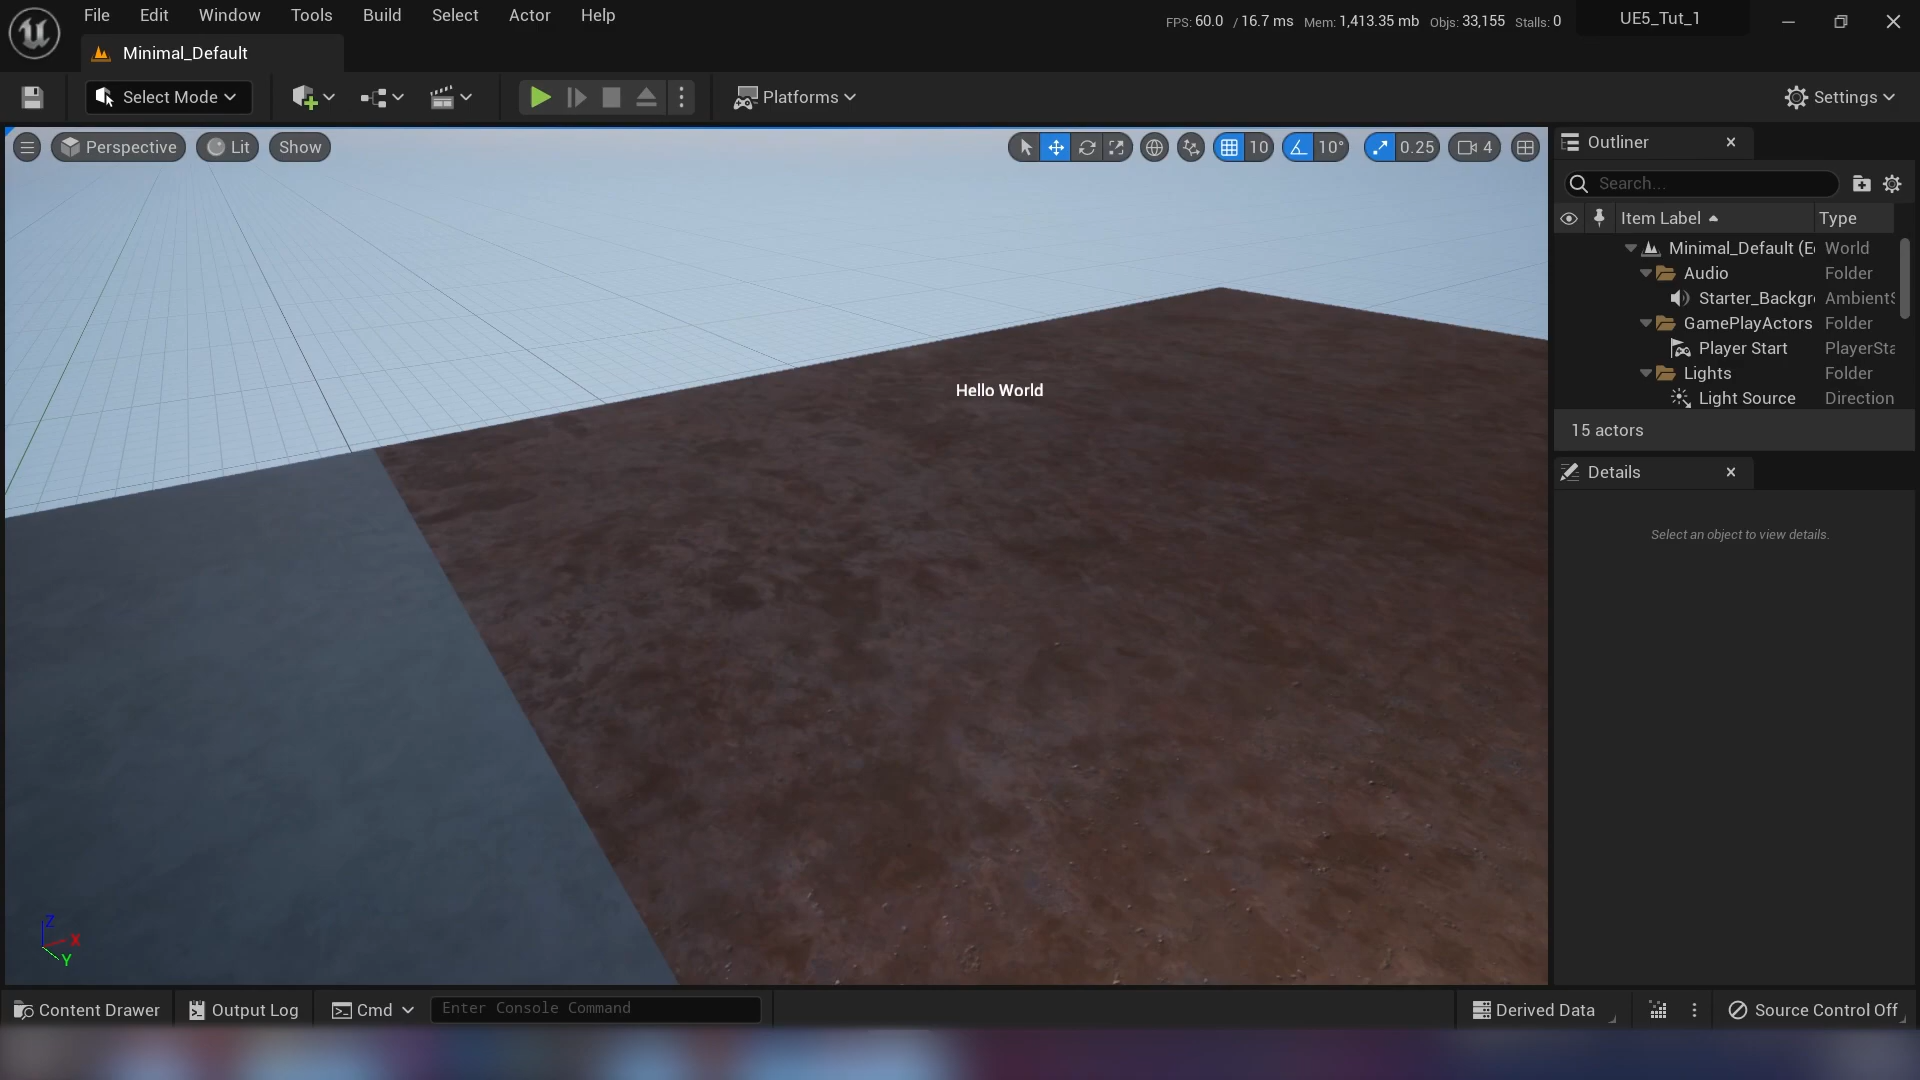 File Edit Window Tools Build Select Actor Help
FPS: 60.0 / 16.7 ms Mem: 1,413.35 mb Objs: 33,155 Stalls: 0
UE5_Tut_1
Minimal_Default
Select Mode
Platforms
Settings
Perspective Lit Show
10 10° 0.25 4
Outliner
Search...
Item Label Type
Minimal_Default (E World
Audio Folder
Starter_Backgr AmbientS
GamePlayActors Folder
Player Start PlayerSta
Lights Folder
Light Source Direction
15 actors
Details
Select an object to view details.
Hello World
Z
X
Y
Content Drawer Output Log Cmd Enter Console Command
Derived Data Source Control Off